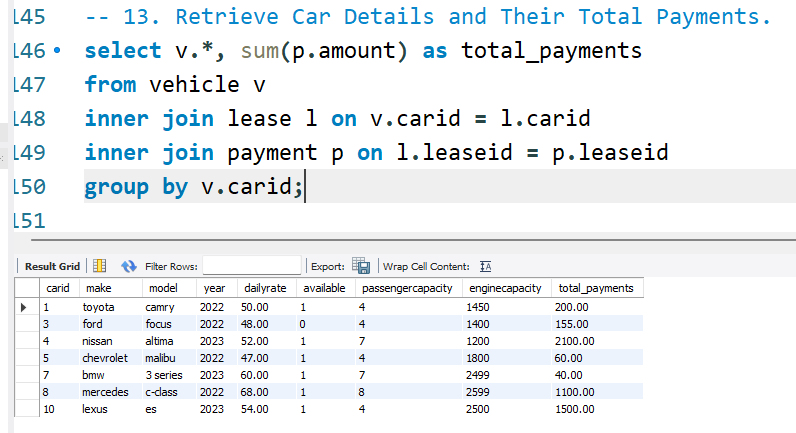 145 -- 13. Retrieve Car Details and Their Total Payments.
146 select v.*, sum(p.amount) as total_payments
147 from vehicle v
148 inner join lease l on v.carid = l.carid
149 inner join payment p on l.leaseid = p.leaseid
150 group by v.carid;
151
Result Grid Filter Rows: Export: Wrap Cell Content:
carid make model year dailyrate available passengercapacity enginecapacity total_payments
1 toyota camry 2022 50.00 1 4 1450 200.00
3 ford focus 2022 48.00 0 4 1400 155.00
4 nissan altima 2023 52.00 1 7 1200 2100.00
5 chevrolet malibu 2022 47.00 1 4 1800 60.00
7 bmw 3 series 2023 60.00 1 7 2499 40.00
8 mercedes c-class 2022 68.00 1 8 2599 1100.00
10 lexus es 2023 54.00 1 4 2500 1500.00